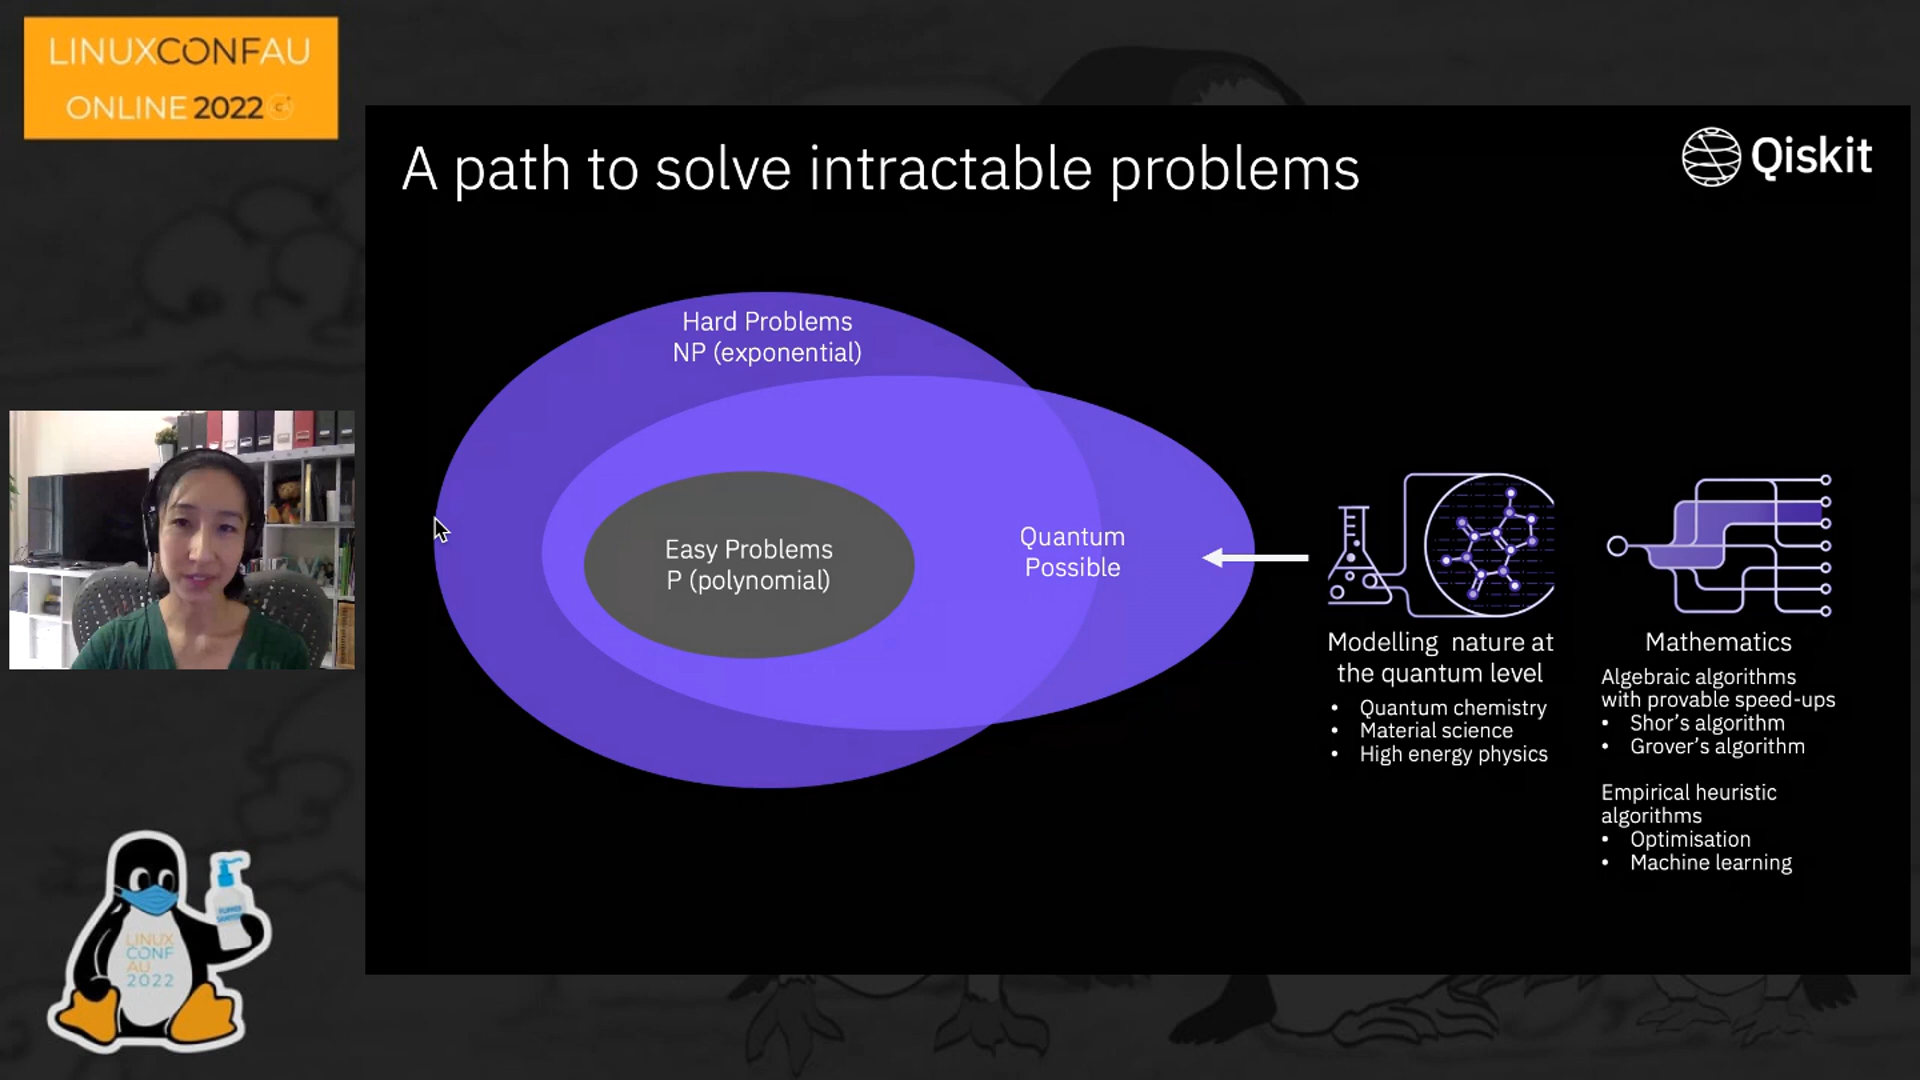 LINUXCONFAU
ONLINE 2022
A path to solve intractable problems
Qiskit
Hard Problems
NP (exponential)
Easy Problems
P (polynomial)
Quantum
Possible
Modelling nature at
the quantum level
• Quantum chemistry
• Material science
• High energy physics
Mathematics
Algebraic algorithms
with provable speed-ups
• Shor's algorithm
• Grover's algorithm
Empirical heuristic
algorithms
• Optimisation
• Machine learning
LINUX
CONF
AU
2022